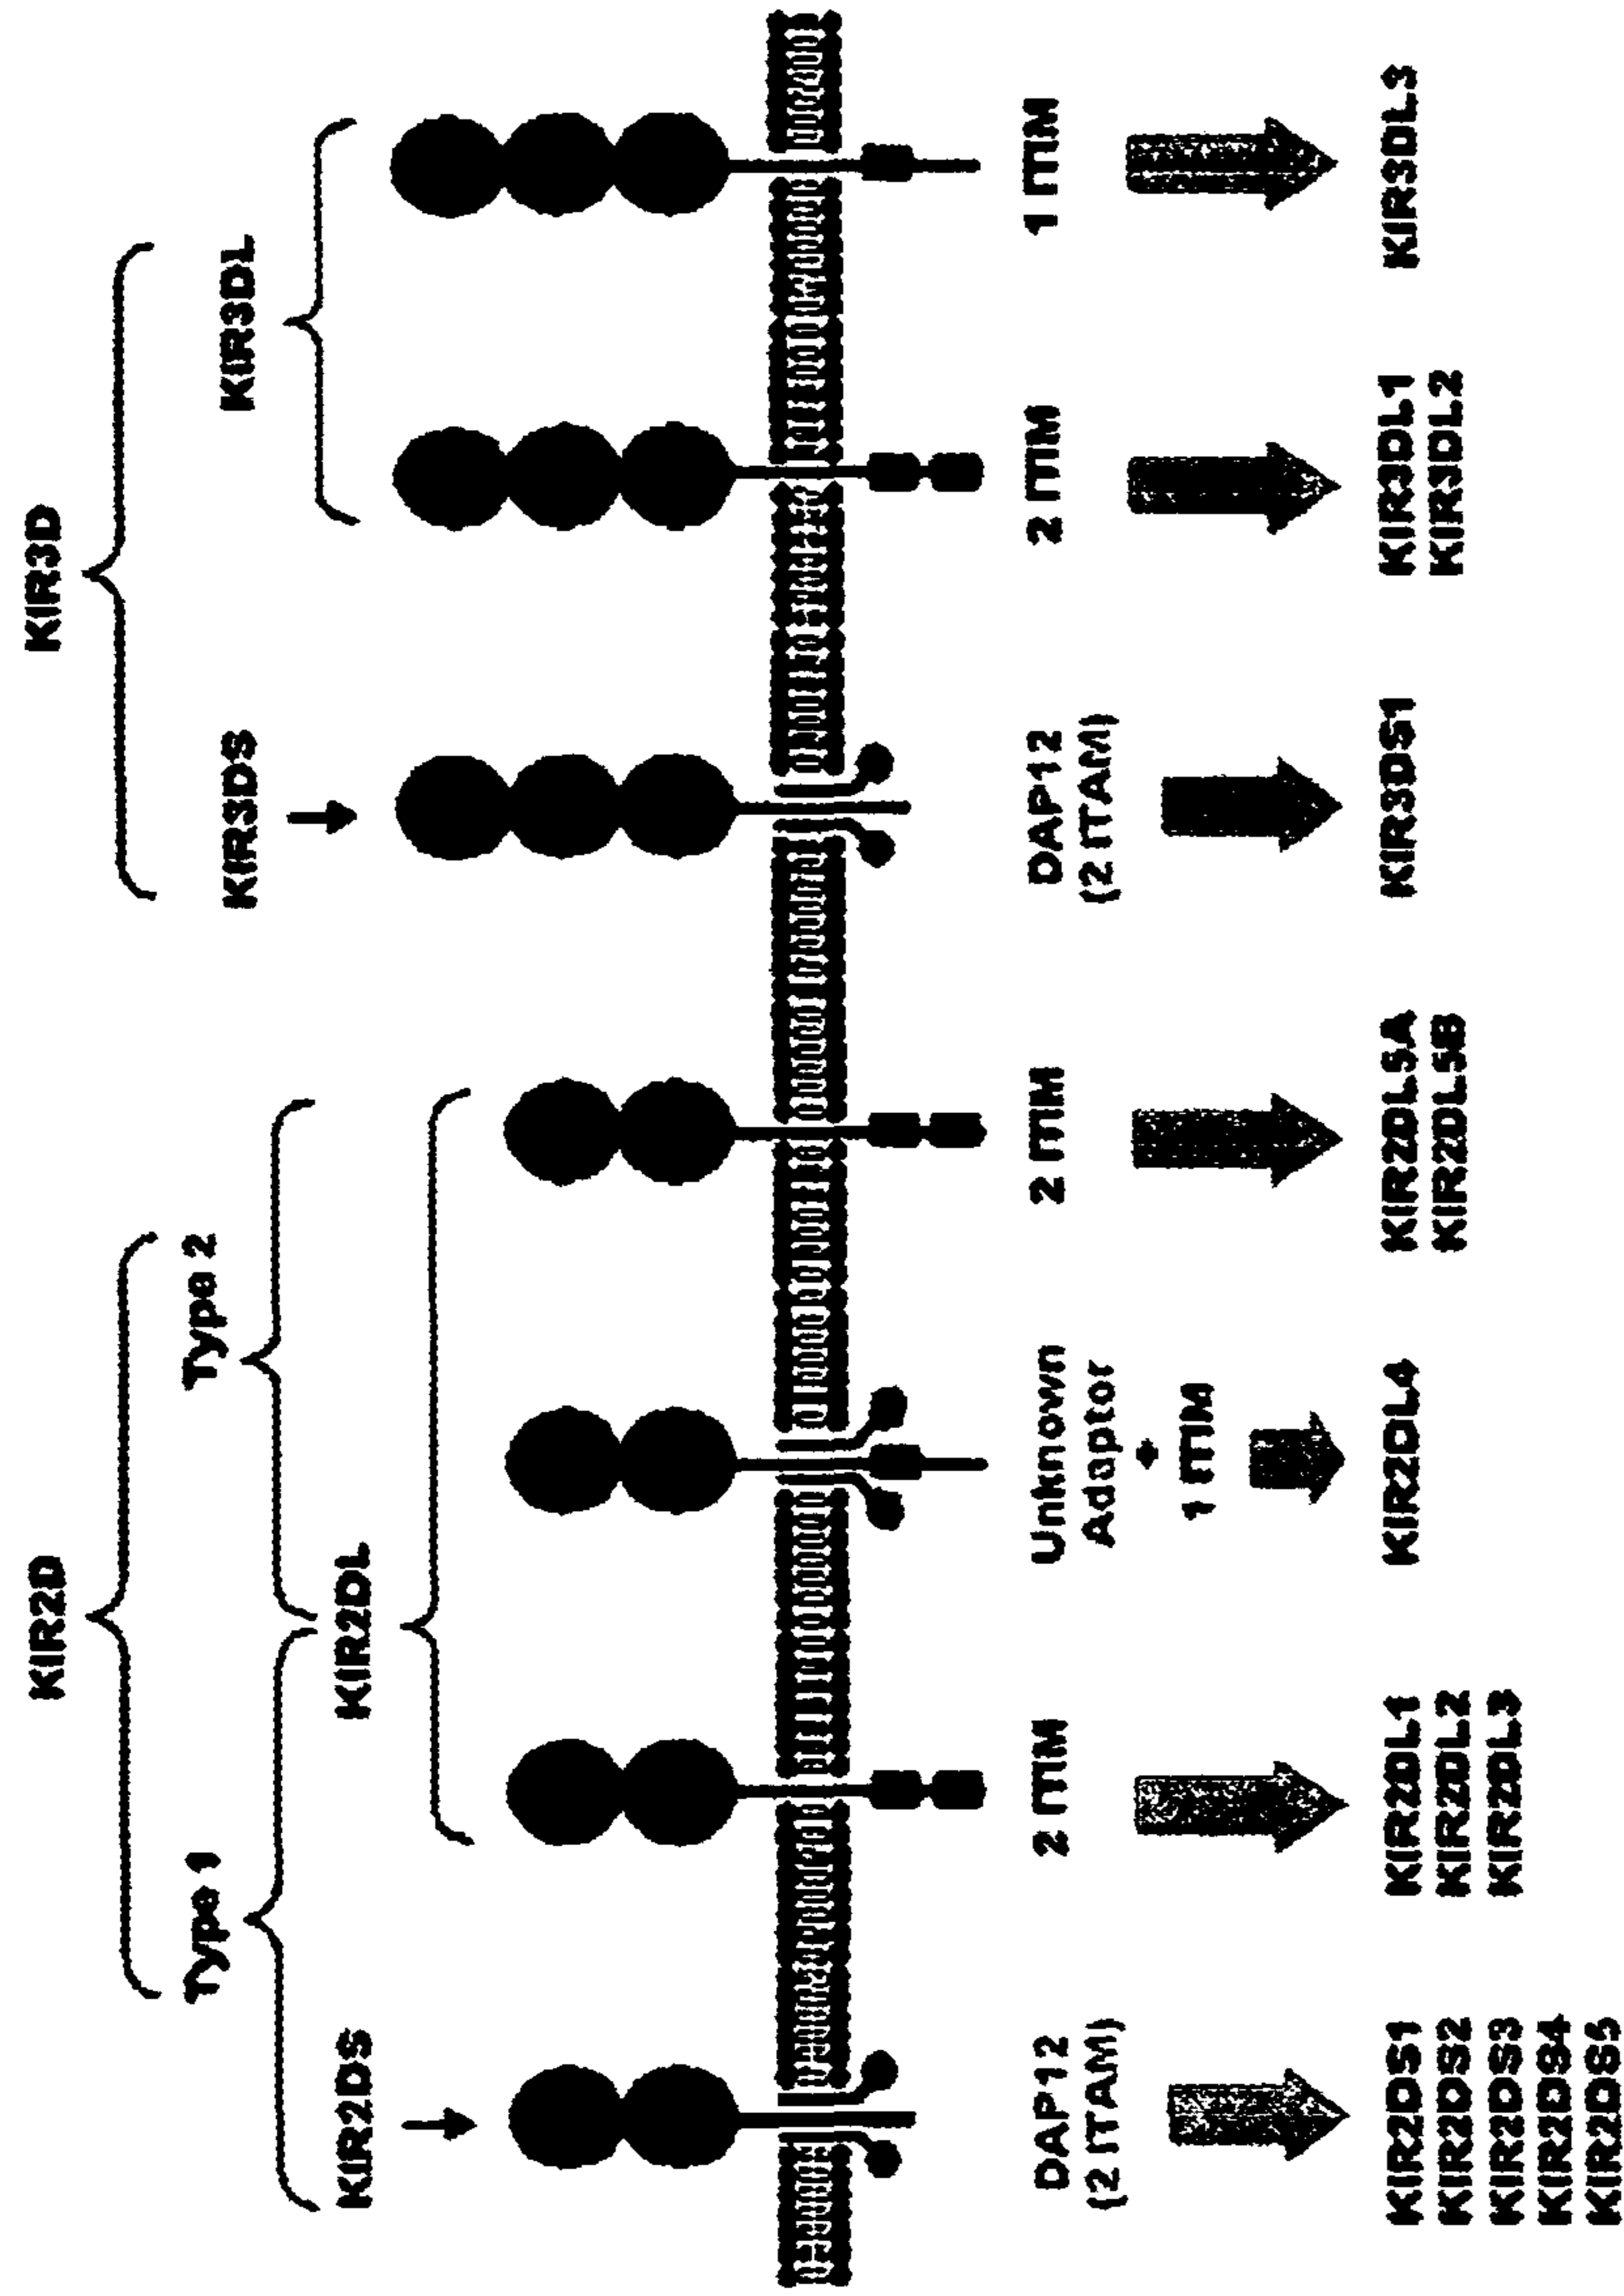 KIR2D
KIR3D
Type 1
Type 2
KIR3DS
KIR3DL
KIR2DS
KIR2DL
DAP12
(2 ITAM)
2 ITIM
Unknown
Adaptor
+
1 ITIM
2 ITIM
DAP12
(2 ITAM)
2 ITIM
1 ITIM
KIR2DS1
KIR2DS2
KIR2DS3
KIR2DS4
KIR2DS5
KIR2DL1
KIR2DL2
KIR2DL3
KIR2DL4
KIR2DL5A
KIR2DL5B
KIR3DS1
KIR3DL1
KIR3DL2
KIR3DL3